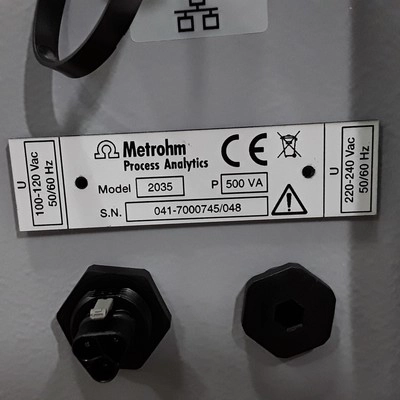 Metrohm
Process Analytics
CE
Model 2035 P 500 VA
S.N. 041-7000745/048
U 100-120 Vac 50/60 Hz
U 220-240 Vac 50/60 Hz